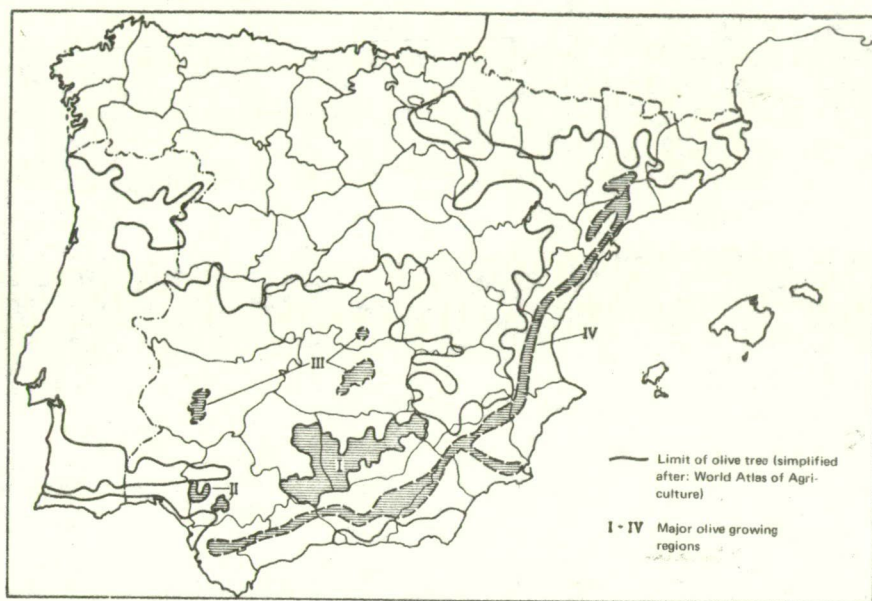 IV
III
I
II
Limit of olive tree (simplified
after: World Atlas of Agri-
culture)
I - IV Major olive growing
regions